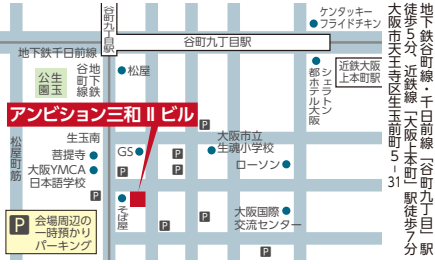 地下鉄谷町線・千日前線「谷町九丁目」駅
徒歩5分、近鉄線「大阪上本町」駅徒歩7分
大阪市天王寺区生玉前町5-31
谷町九丁目駅
ケンタッキー
フライドチキン
地下鉄千日前線
谷町九丁目駅
近鉄大阪
上本町駅
シェラトン
都ホテル大阪
生玉
公園
地下鉄
谷町線
松屋
アンビション三和 II ビル
松屋町筋
生玉南
菩提寺
大阪YMCA
日本語学校
GS
P
大阪市立
生魂小学校
ローソン
P
P
P
P
そば屋
P
P
大阪国際
交流センター
P
P
会場周辺の
一時預かり
パーキング